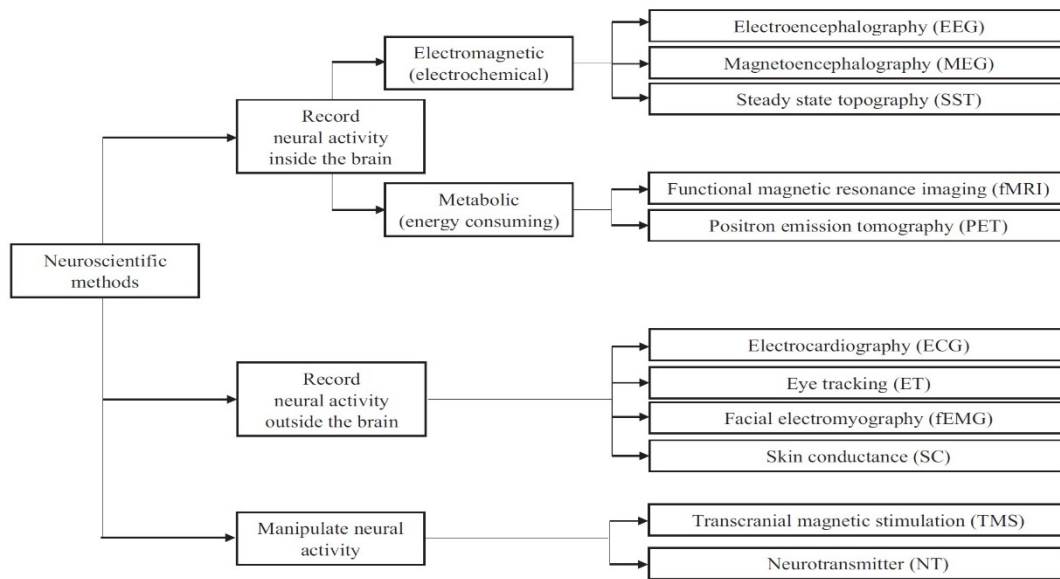 Neuroscientific
methods
Record
neural activity
inside the brain
Electromagnetic
(electrochemical)
Electroencephalography (EEG)
Magnetoencephalography (MEG)
Steady state topography (SST)
Metabolic
(energy consuming)
Functional magnetic resonance imaging (fMRI)
Positron emission tomography (PET)
Record
neural activity
outside the brain
Electrocardiography (ECG)
Eye tracking (ET)
Facial electromyography (fEMG)
Skin conductance (SC)
Manipulate neural
activity
Transcranial magnetic stimulation (TMS)
Neurotransmitter (NT)